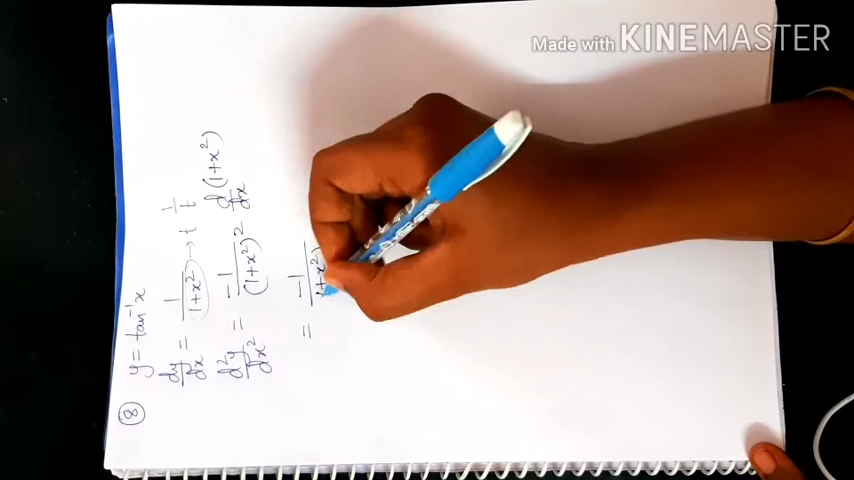 Made with KINEMASTER
⑧ y = tan⁻¹x
dy/dx = 1/(1+x²) → t 1/t
d²y/dx² = -1/(1+x²)² d/dx (1+x²)
= -1/(1+x²)